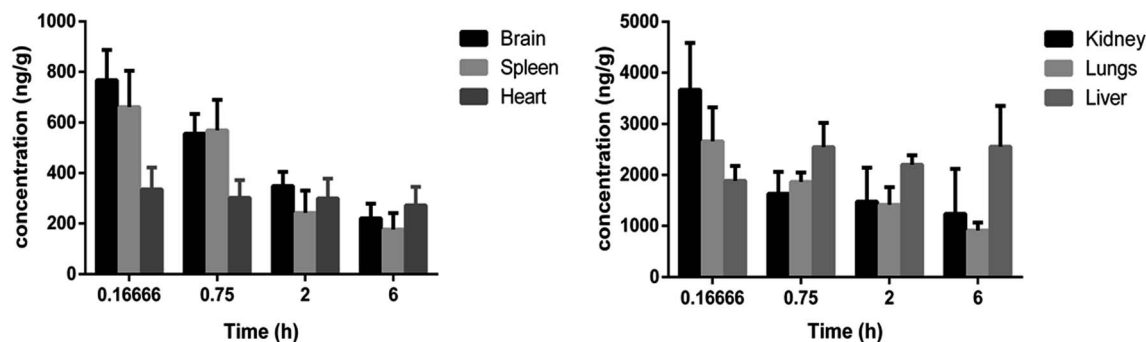 concentration (ng/g)
1000
800
600
400
200
0
Brain
Spleen
Heart
0.16666 0.75 2 6
Time (h)
concentration (ng/g)
5000
4000
3000
2000
1000
0
Kidney
Lungs
Liver
0.16666 0.75 2 6
Time (h)